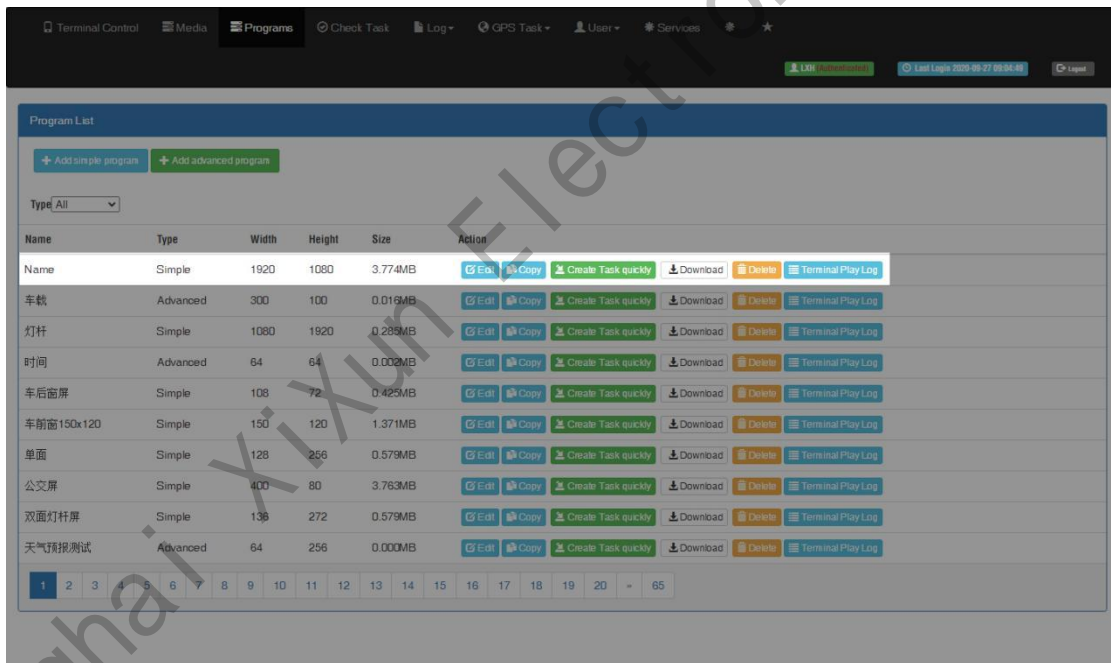 Terminal Control Media Programs Check Task Log GPS Task User Services
LXH (Authenticated) Last Login 2020-09-27 09:04:49 Logout
Program List
Add simple program Add advanced program
Type All
Name Type Width Height Size Action
Name Simple 1920 1080 3.774MB Edit Copy Create Task quickly Download Delete Terminal Play Log
车载 Advanced 300 100 0.016MB Edit Copy Create Task quickly Download Delete Terminal Play Log
灯杆 Simple 1080 1920 0.285MB Edit Copy Create Task quickly Download Delete Terminal Play Log
时间 Advanced 64 64 0.002MB Edit Copy Create Task quickly Download Delete Terminal Play Log
车后窗屏 Simple 108 72 0.425MB Edit Copy Create Task quickly Download Delete Terminal Play Log
车前窗150x120 Simple 150 120 1.371MB Edit Copy Create Task quickly Download Delete Terminal Play Log
单面 Simple 128 256 0.579MB Edit Copy Create Task quickly Download Delete Terminal Play Log
公交屏 Simple 400 80 3.763MB Edit Copy Create Task quickly Download Delete Terminal Play Log
双面灯杆屏 Simple 136 272 0.579MB Edit Copy Create Task quickly Download Delete Terminal Play Log
天气预报测试 Advanced 64 256 0.000MB Edit Copy Create Task quickly Download Delete Terminal Play Log
1 2 3 4 5 6 7 8 9 10 11 12 13 14 15 16 17 18 19 20 » 65
ghai XiXun Electron